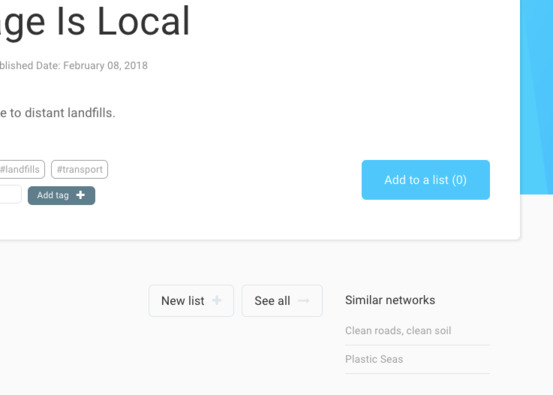 age Is Local
blished Date: February 08, 2018
e to distant landfills.
#landfills #transport
Add tag +
Add to a list (0)
New list +
See all →
Similar networks
Clean roads, clean soil
Plastic Seas